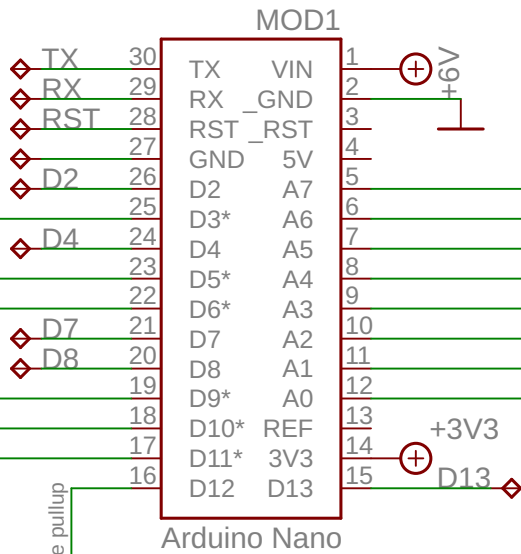 MOD1
TX 30 TX VIN 1 +6V
RX 29 RX _GND 2
RST 28 RST _RST 3
27 GND 5V 4
D2 26 D2 A7 5
25 D3* A6 6
D4 24 D4 A5 7
23 D5* A4 8
22 D6* A3 9
D7 21 D7 A2 10
D8 20 D8 A1 11
19 D9* A0 12
18 D10* REF 13 +3V3
17 D11* 3V3 14
16 D12 D13 15 D13
Arduino Nano
e pullup